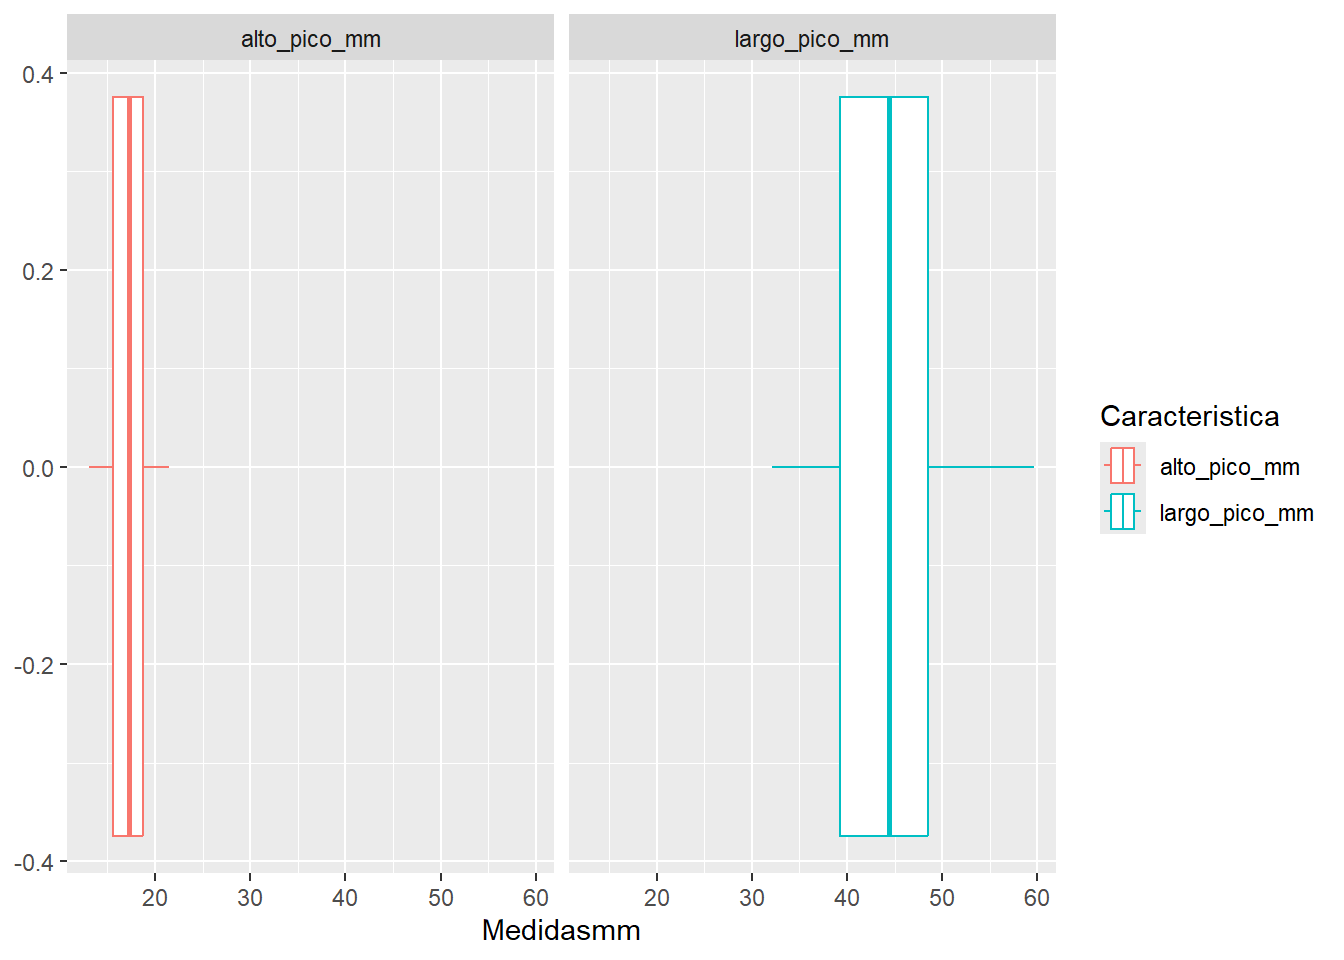 alto_pico_mm largo_pico_mm
0.4
0.2
0.0
-0.2
-0.4
20 30 40 50 60 20 30 40 50 60
Medidasmm
Caracteristica
alto_pico_mm
largo_pico_mm